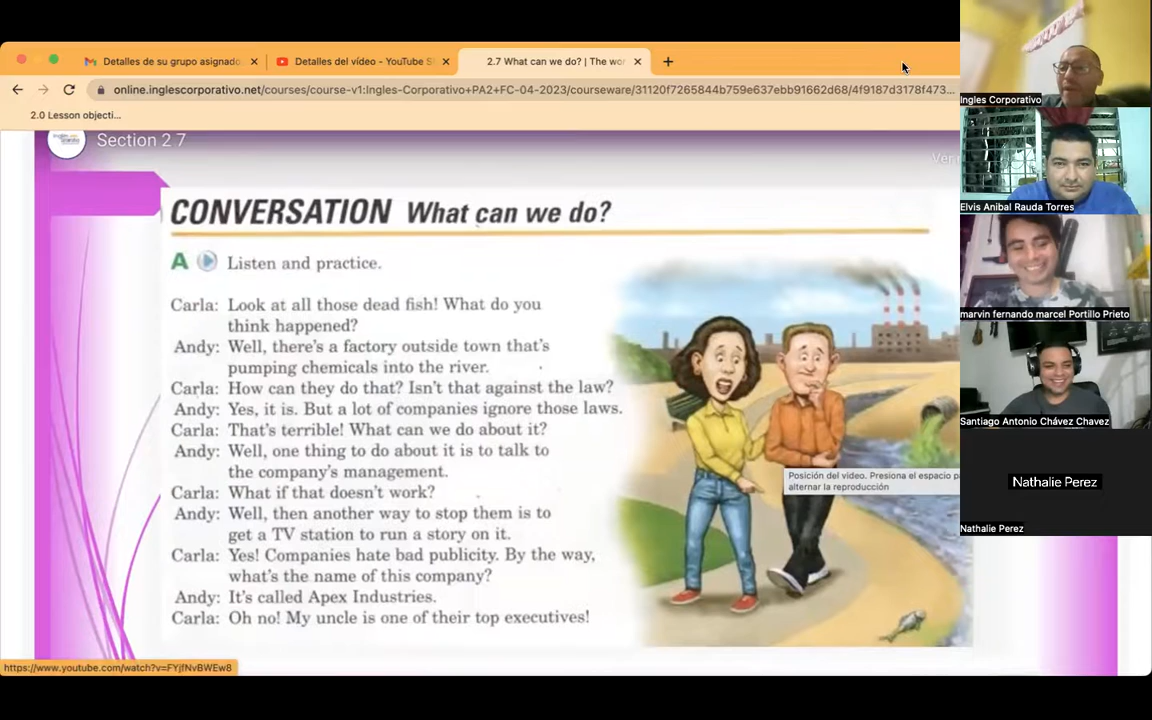 Detalles de su grupo asignado
Detalles del vídeo - YouTube S
2.7 What can we do? | The wor
online.inglescorporativo.net/courses/course-v1:Ingles-Corporativo+PA2+FC-04-2023/courseware/31120f7265844b759e637ebb91662d68/4f9187d3178f473...
2.0 Lesson objecti...
Section 2 7
Ver
CONVERSATION What can we do?
A Listen and practice.
Carla: Look at all those dead fish! What do you
think happened?
Andy: Well, there's a factory outside town that's
pumping chemicals into the river.
Carla: How can they do that? Isn't that against the law?
Andy: Yes, it is. But a lot of companies ignore those laws.
Carla: That's terrible! What can we do about it?
Andy: Well, one thing to do about it is to talk to
the company's management.
Carla: What if that doesn't work?
Andy: Well, then another way to stop them is to
get a TV station to run a story on it.
Carla: Yes! Companies hate bad publicity. By the way,
what's the name of this company?
Andy: It's called Apex Industries.
Carla: Oh no! My uncle is one of their top executives!
Posición del video. Presiona el espacio pa
alternar la reproducción
https://www.youtube.com/watch?v=FYjfNvBWEw8
Ingles Corporativo
Elvis Anibal Rauda Torres
marvin fernando marcel Portillo Prieto
Santiago Antonio Chávez Chavez
Nathalie Perez
Nathalie Perez